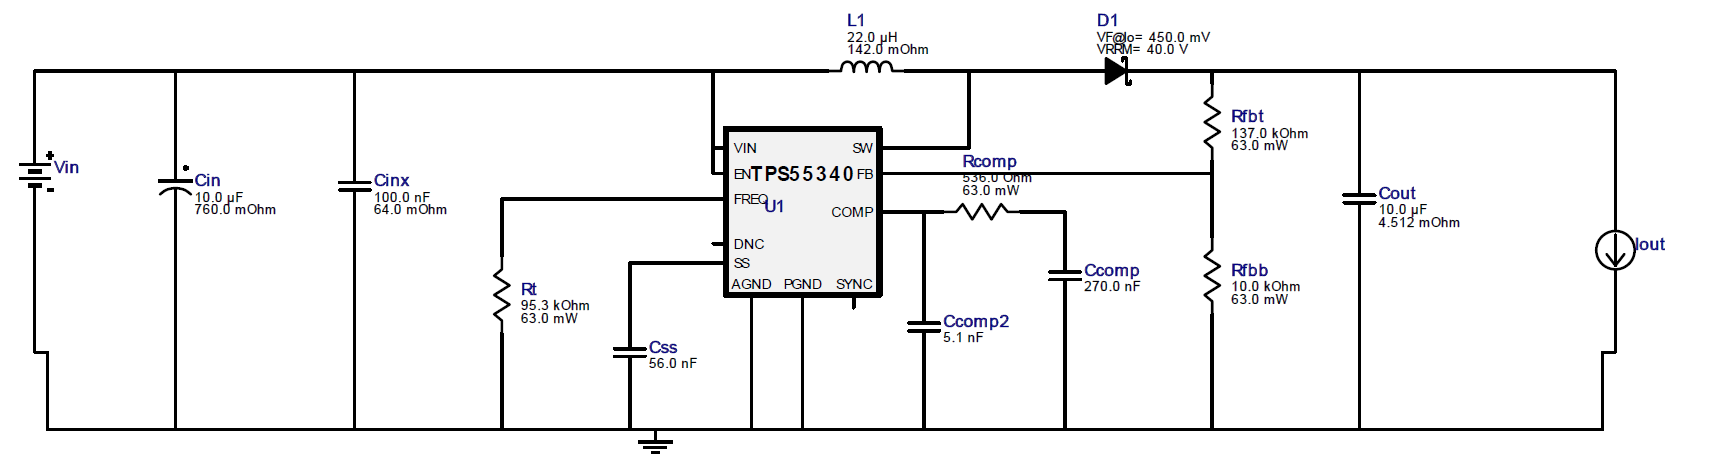 L1
22.0 µH
142.0 mOhm
D1
VF@Io= 450.0 mV
VRRM= 40.0 V
Vin
Cin
10.0 µF
760.0 mOhm
Cinx
100.0 nF
64.0 mOhm
Rt
95.3 kOhm
63.0 mW
Css
56.0 nF
VIN
SW
EN
TPS55340
FB
FREQ
U1
COMP
DNC
SS
AGND
PGND
SYNC
Rcomp
536.0 Ohm
63.0 mW
Ccomp
270.0 nF
Ccomp2
5.1 nF
Rfbt
137.0 kOhm
63.0 mW
Rfbb
10.0 kOhm
63.0 mW
Cout
10.0 µF
4.512 mOhm
Iout